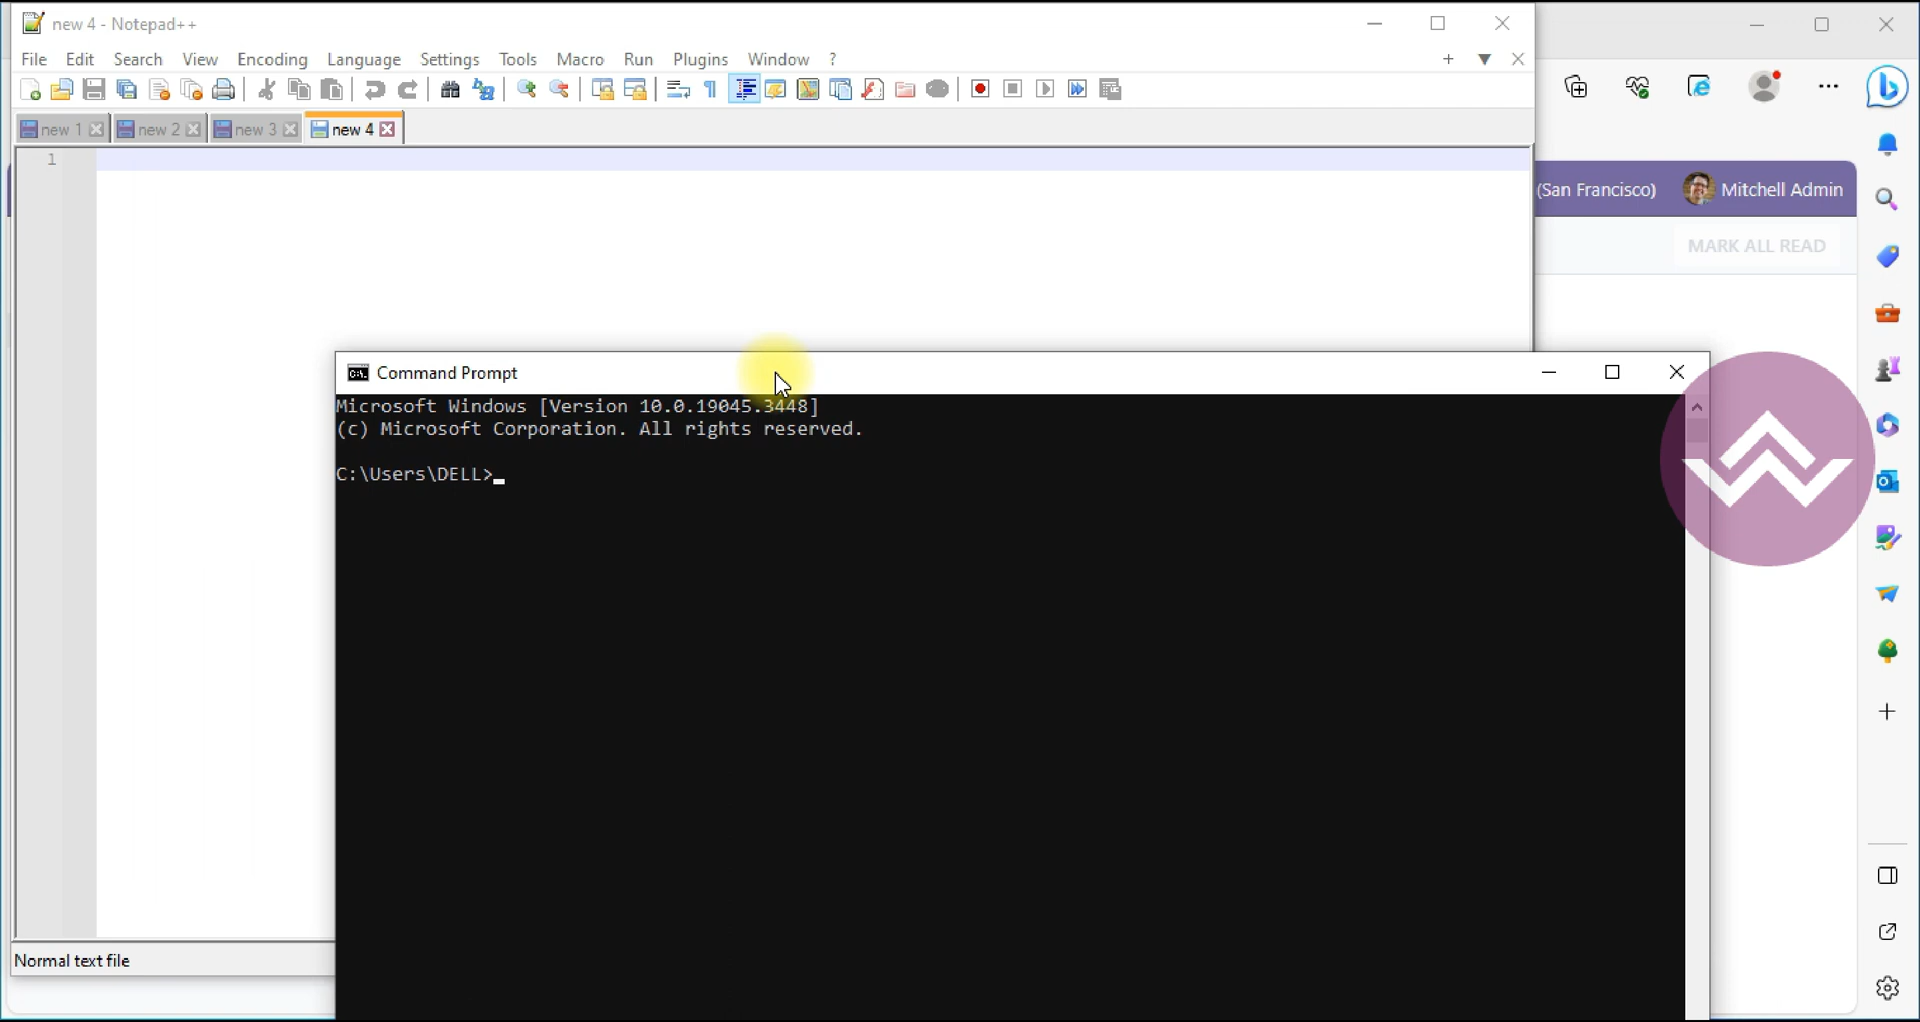 new 4 - Notepad++
File Edit Search View Encoding Language Settings Tools Macro Run Plugins Window ?
new 1 new 2 new 3 new 4
1
(San Francisco) Mitchell Admin
MARK ALL READ
Command Prompt
Microsoft Windows [Version 10.0.19045.3448]
(c) Microsoft Corporation. All rights reserved.
C:\Users\DELL>
Normal text file